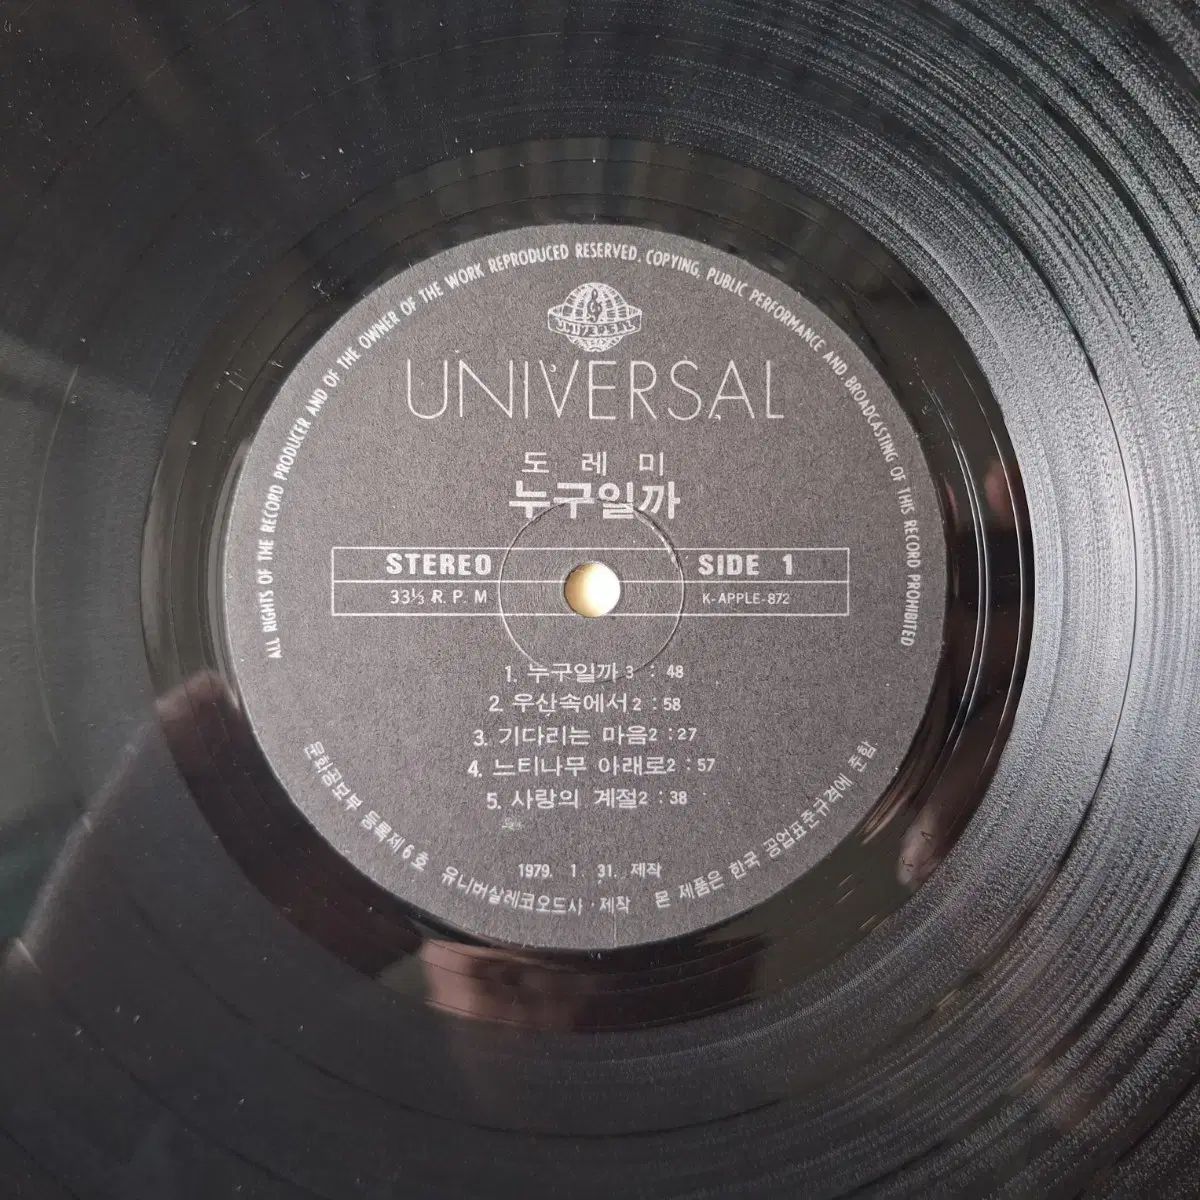 ALL RIGHTS OF THE RECORD PRODUCER AND OF THE OWNER OF THE WORK REPRODUCED RESERVED. COPYING, PUBLIC PERFORMANCE AND BROADCASTING OF THIS RECORD PROHIBITED
UNIVERSAL
UNIVERSAL
도 레 미
누구일까
STEREO SIDE 1
33⅓ R. P. M K-APPLE-872
1. 누구일까 3 : 48
2. 우산속에서 2 : 58
3. 기다리는 마음 2 : 27
4. 느티나무 아래로 2 : 57
5. 사랑의 계절 2 : 38
1979. 1. 31. 제작
문화공보부 등록제6호 유니버살레코오드사·제작 본 제품은 한국 공업표준규격에 준함